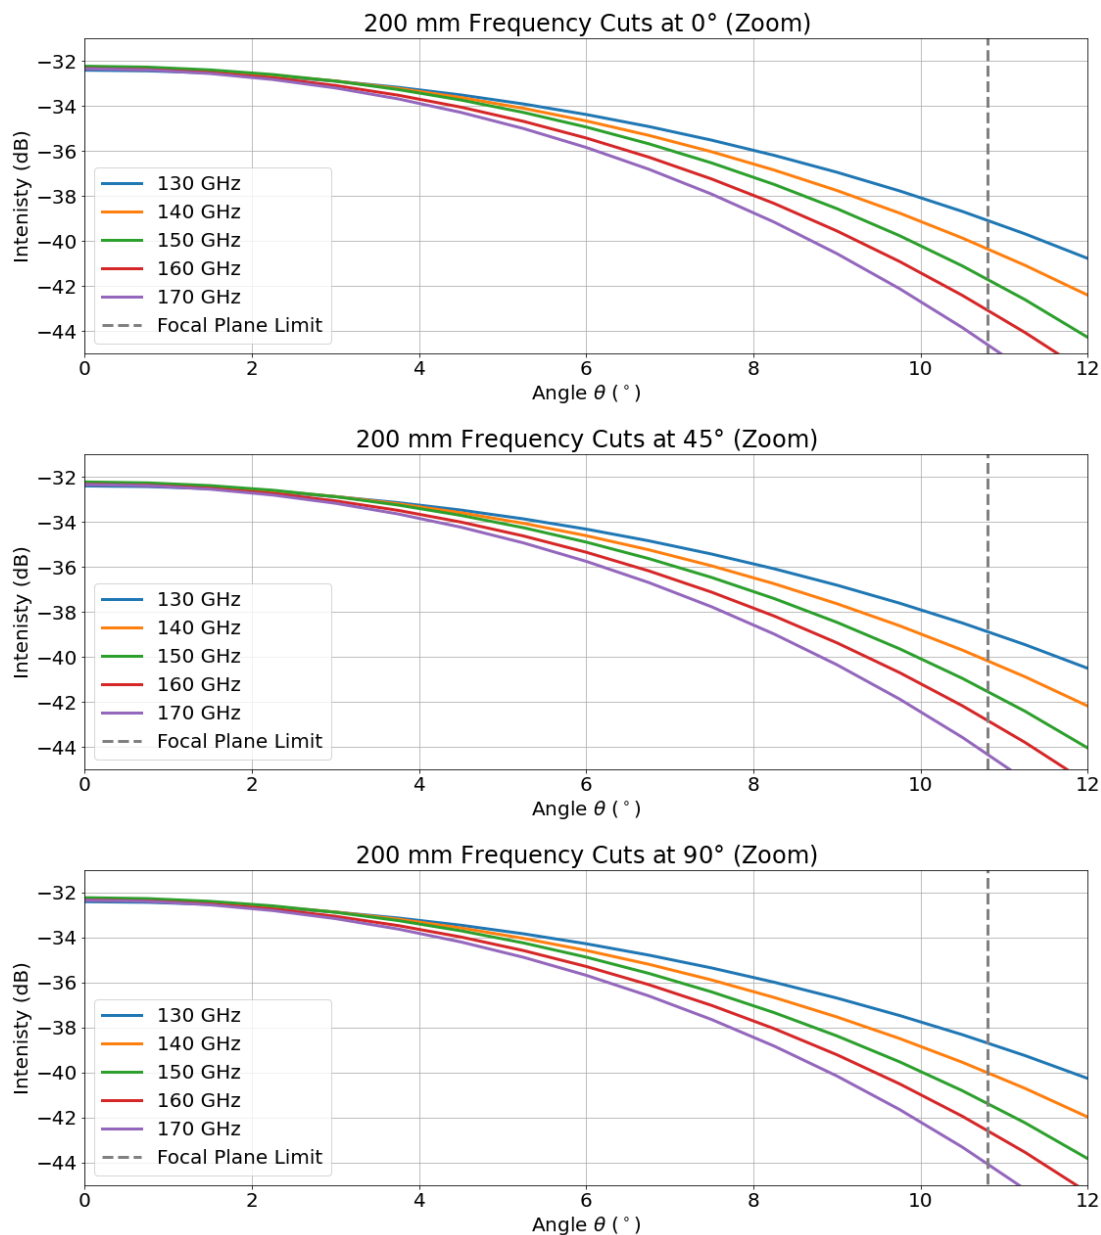 200 mm Frequency Cuts at 0° (Zoom)
−32
−34
−36
−38
−40
−42
−44
Intenisty (dB)
130 GHz
140 GHz
150 GHz
160 GHz
170 GHz
Focal Plane Limit
0 2 4 6 8 10 12
Angle θ (°)
200 mm Frequency Cuts at 45° (Zoom)
−32
−34
−36
−38
−40
−42
−44
Intenisty (dB)
130 GHz
140 GHz
150 GHz
160 GHz
170 GHz
Focal Plane Limit
0 2 4 6 8 10 12
Angle θ (°)
200 mm Frequency Cuts at 90° (Zoom)
−32
−34
−36
−38
−40
−42
−44
Intenisty (dB)
130 GHz
140 GHz
150 GHz
160 GHz
170 GHz
Focal Plane Limit
0 2 4 6 8 10 12
Angle θ (°)